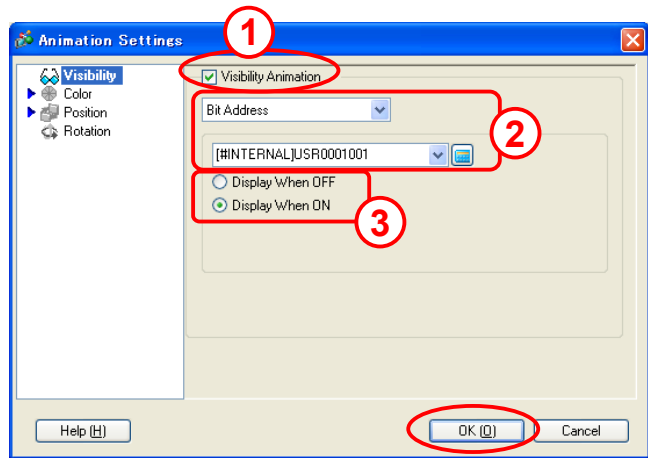 Animation Settings
1
Visibility
Color
Position
Rotation
Visibility Animation
Bit Address
2
[#INTERNAL]USR0001001
Display When OFF
Display When ON
3
Help (H)
OK (O)
Cancel